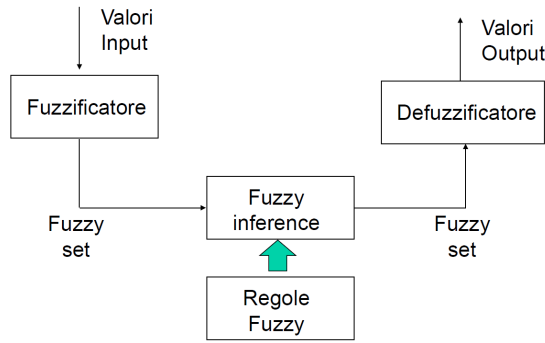 Valori
Input
Fuzzificatore
Fuzzy
set
Fuzzy
inference
Regole
Fuzzy
Fuzzy
set
Defuzzificatore
Valori
Output